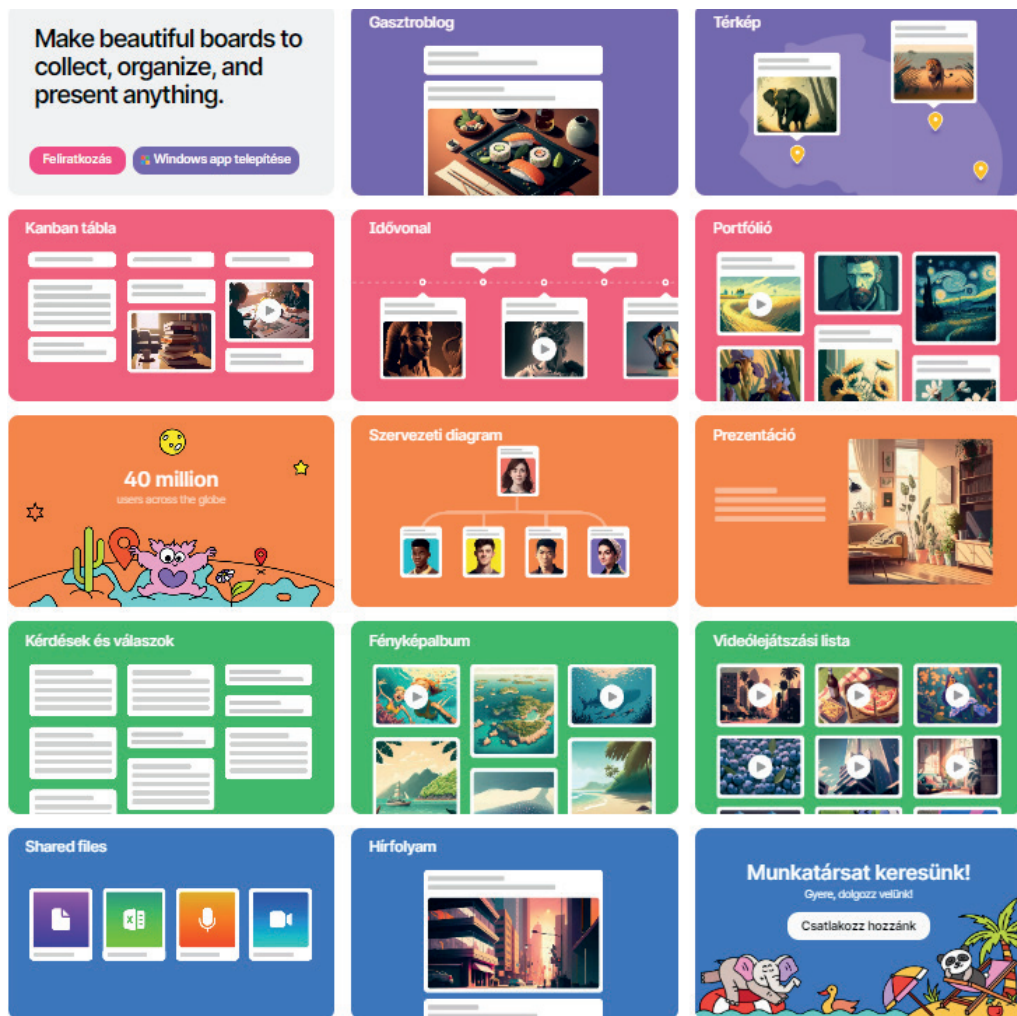 Make beautiful boards to
collect, organize, and
present anything.
Feliratkozás
Windows app telepítése
Gasztroblog
Térkép
Kanban tábla
Idővonal
Portfólió
40 million
users across the globe
Szervezeti diagram
Prezentáció
Kérdések és válaszok
Fényképalbum
Videólejátszási lista
Shared files
Hírfolyam
Munkatársat keresünk!
Gyere, dolgozz velünk!
Csatlakozz hozzánk